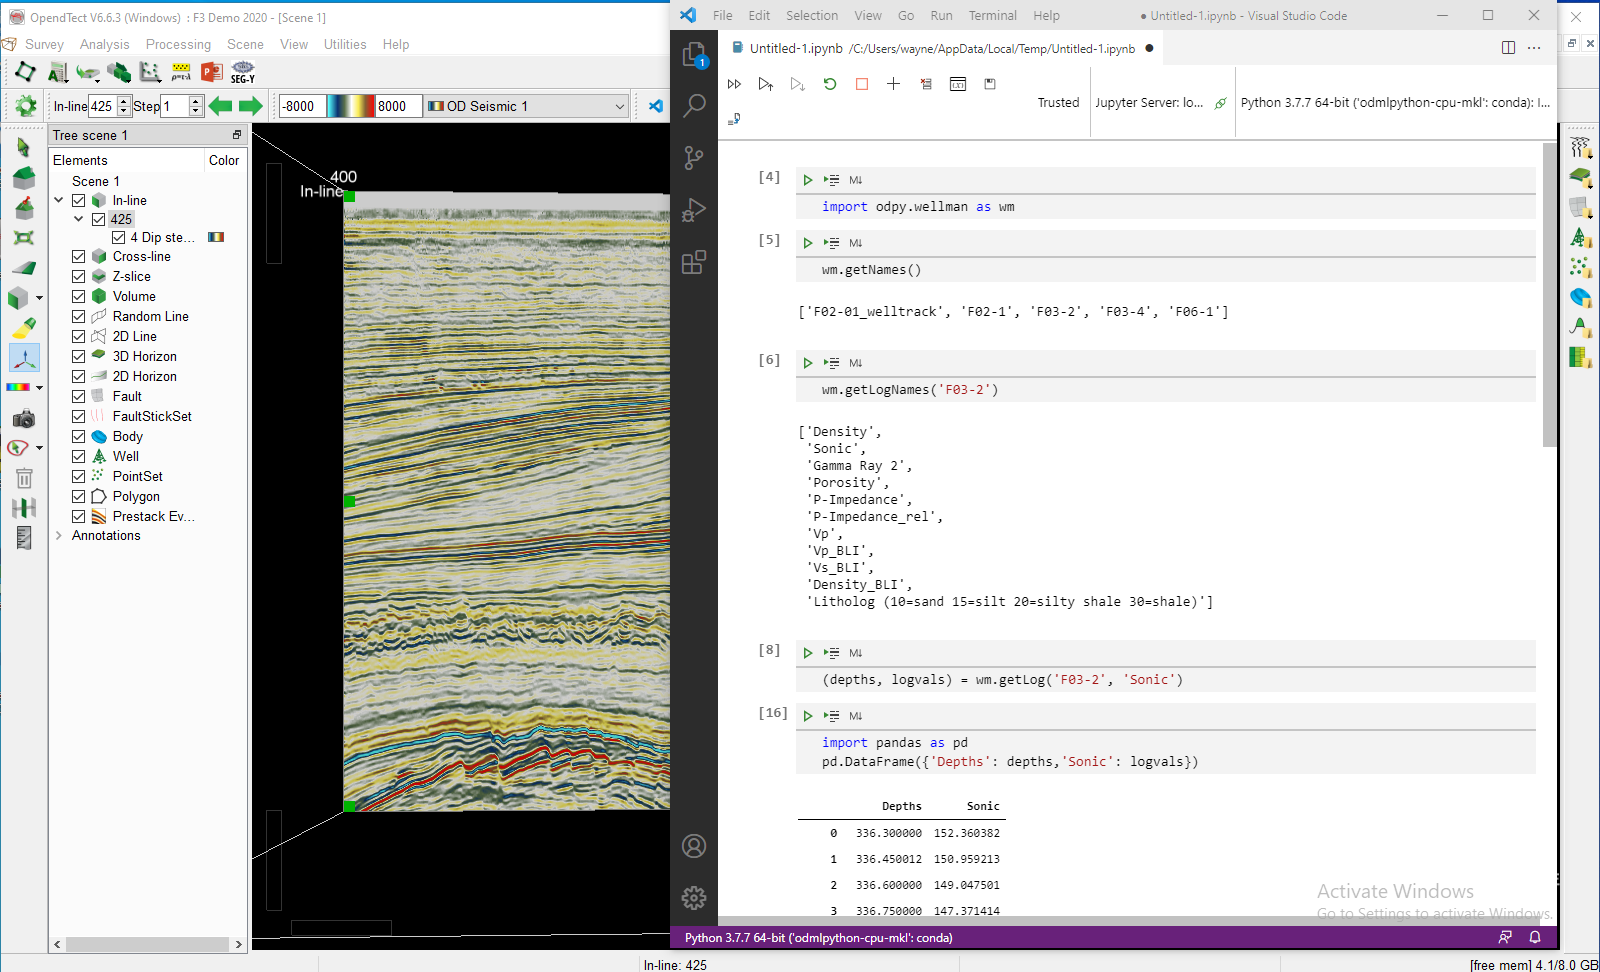 OpendTect V6.6.3 (Windows)  : F3 Demo 2020 - [Scene 1]
Survey Analysis Processing Scene View Utilities Help
SEG-Y
In-line 425 Step 1 -8000 8000 OD Seismic 1
Tree scene 1
Elements Color
Scene 1
In-line
425
4 Dip ste...
Cross-line
Z-slice
Volume
Random Line
2D Line
3D Horizon
2D Horizon
Fault
FaultStickSet
Body
Well
PointSet
Polygon
Prestack Ev...
Annotations
400
In-line
File Edit Selection View Go Run Terminal Help
● Untitled-1.ipynb - Visual Studio Code
1
Untitled-1.ipynb /C:/Users/wayne/AppData/Local/Temp/Untitled-1.ipynb ●
Trusted
Jupyter Server: lo...
Python 3.7.7 64-bit ('odmlpython-cpu-mkl': conda): I...
[4]
M↓
import odpy.wellman as wm
[5]
M↓
wm.getNames()
['F02-01_welltrack', 'F02-1', 'F03-2', 'F03-4', 'F06-1']
[6]
M↓
wm.getLogNames('F03-2')
['Density',
'Sonic',
'Gamma Ray 2',
'Porosity',
'P-Impedance',
'P-Impedance_rel',
'Vp',
'Vp_BLI',
'Vs_BLI',
'Density_BLI',
'Litholog (10=sand 15=silt 20=silty shale 30=shale)']
[8]
M↓
(depths, logvals) = wm.getLog('F03-2', 'Sonic')
[16]
M↓
import pandas as pd
pd.DataFrame({'Depths': depths,'Sonic': logvals})
Depths Sonic
0 336.300000 152.360382
1 336.450012 150.959213
2 336.600000 149.047501
3 336.750000 147.371414
Activate Windows
Go to Settings to activate Windows.
Python 3.7.7 64-bit ('odmlpython-cpu-mkl': conda)
In-line: 425
[free mem] 4.1/8.0 GB